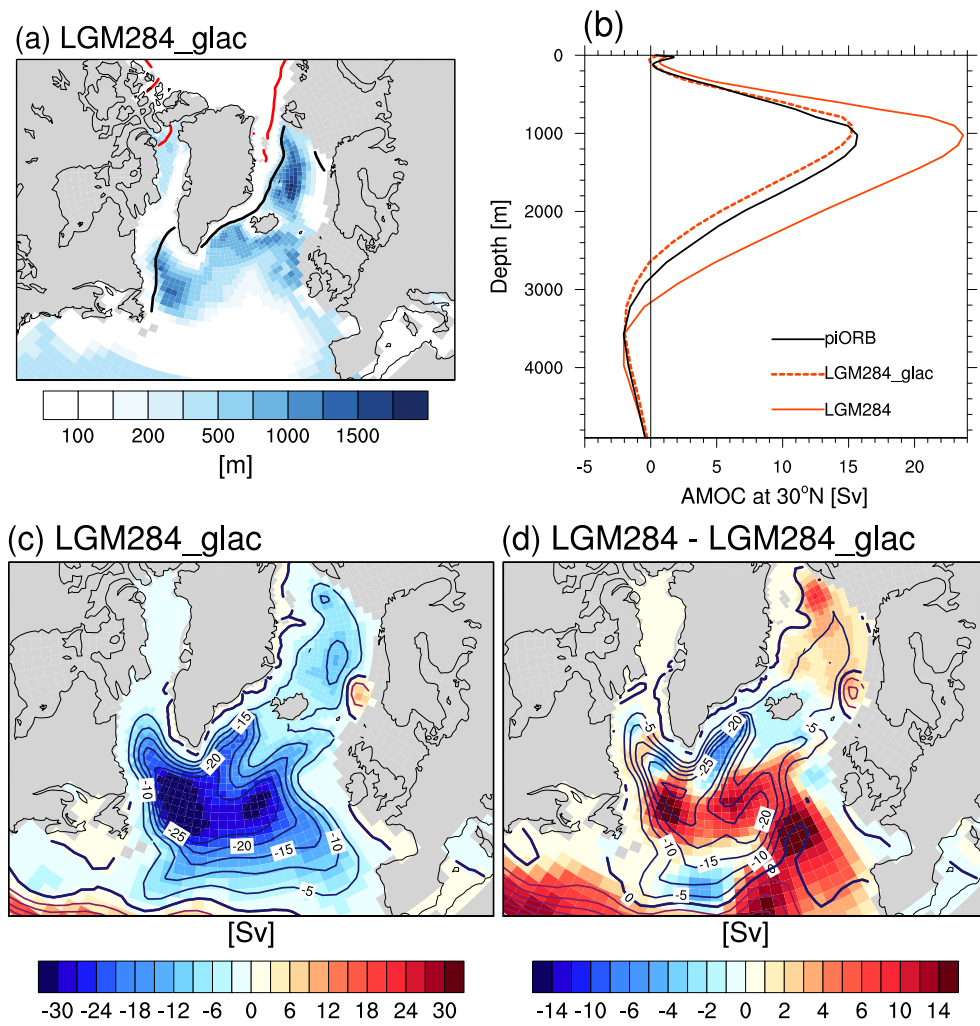 (a) LGM284_glac
100 200 500 1000 1500
[m]
(b)
0
1000
2000
3000
4000
Depth [m]
piORB
LGM284_glac
LGM284
-5 0 5 10 15 20
AMOC at 30°N [Sv]
(c) LGM284_glac
-15
-20
-10
-25
-20
-10
-5
[Sv]
-30 -24 -18 -12 -6 0 6 12 18 24 30
(d) LGM284 - LGM284_glac
-5
-20
-25
-5
-20
-10
-15
-10
-5
0
[Sv]
-14 -10 -6 -4 -2 0 2 4 6 10 14